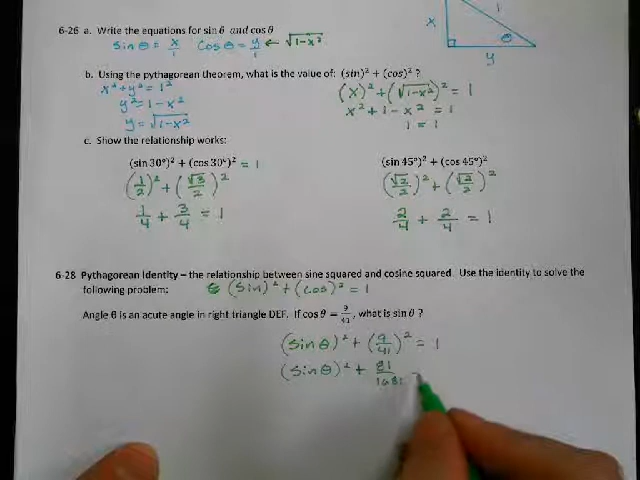 1
x
θ
y
6-26 a. Write the equations for sin θ and cos θ
sin θ = x/1 Cos θ = y/1 ← √1-x²
b. Using the pythagorean theorem, what is the value of: (sin)² + (cos)² ?
x² + y² = 1²
y² = 1 - x²
y = √1-x²
(x)² + (√1-x²)² = 1
x² + 1 - x² = 1
1 = 1
c. Show the relationship works:
(sin 30°)² + (cos 30°)² = 1
(1/2)² + (√3/2)²
1/4 + 3/4 = 1
(sin 45°)² + (cos 45°)²
(√2/2)² + (√2/2)²
2/4 + 2/4 = 1
6-28 Pythagorean Identity – the relationship between sine squared and cosine squared. Use the identity to solve the
following problem: (sin)² + (cos)² = 1
Angle θ is an acute angle in right triangle DEF. If cos θ = 9/41, what is sin θ ?
(sin θ)² + (9/41)² = 1
(sin θ)² + 81/1681